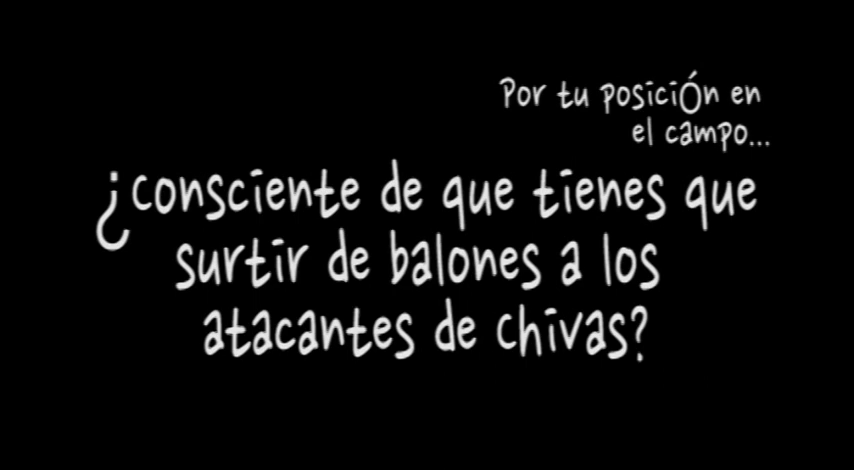 Por tu posiciÓn en
el campo...
¿consciente de que tienes que
surtir de balones a los
atacantes de chivas?